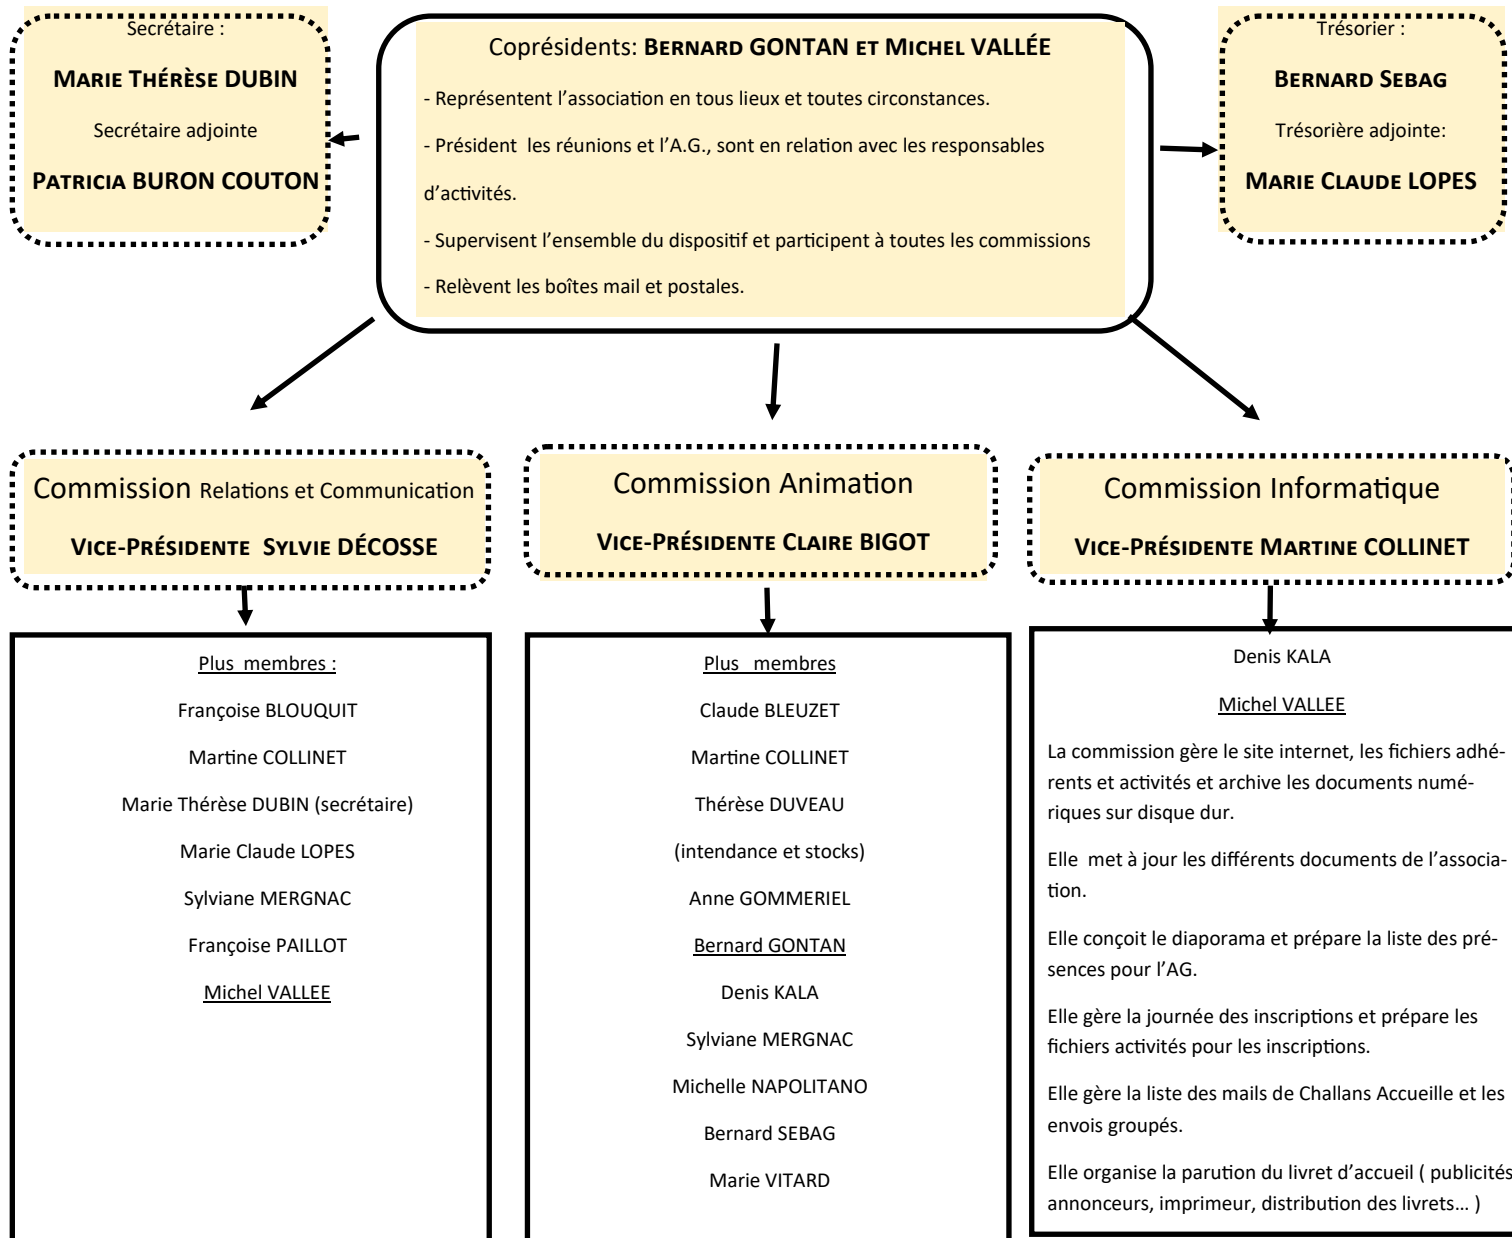 Secrétaire :
MARIE THÉRÈSE DUBIN
Secrétaire adjointe
PATRICIA BURON COUTON
Coprésidents: BERNARD GONTAN ET MICHEL VALLÉE
- Représentent l’association en tous lieux et toutes circonstances.
- Président les réunions et l’A.G., sont en relation avec les responsables
d’activités.
- Supervisent l’ensemble du dispositif et participent à toutes les commissions
- Relèvent les boîtes mail et postales.
Trésorier :
BERNARD SEBAG
Trésorière adjointe:
MARIE CLAUDE LOPES
Commission Relations et Communication
VICE-PRÉSIDENTE SYLVIE DÉCOSSE
Commission Animation
VICE-PRÉSIDENTE CLAIRE BIGOT
Commission Informatique
VICE-PRÉSIDENTE MARTINE COLLINET
Plus membres :
Françoise BLOUQUIT
Martine COLLINET
Marie Thérèse DUBIN (secrétaire)
Marie Claude LOPES
Sylviane MERGNAC
Françoise PAILLOT
Michel VALLEE
Plus membres
Claude BLEUZET
Martine COLLINET
Thérèse DUVEAU
(intendance et stocks)
Anne GOMMERIEL
Bernard GONTAN
Denis KALA
Sylviane MERGNAC
Michelle NAPOLITANO
Bernard SEBAG
Marie VITARD
Denis KALA
Michel VALLEE
La commission gère le site internet, les fichiers adhé-
rents et activités et archive les documents numé-
riques sur disque dur.
Elle met à jour les différents documents de l’associa-
tion.
Elle conçoit le diaporama et prépare la liste des pré-
sences pour l’AG.
Elle gère la journée des inscriptions et prépare les
fichiers activités pour les inscriptions.
Elle gère la liste des mails de Challans Accueille et les
envois groupés.
Elle organise la parution du livret d’accueil ( publicités
annonceurs, imprimeur, distribution des livrets… )